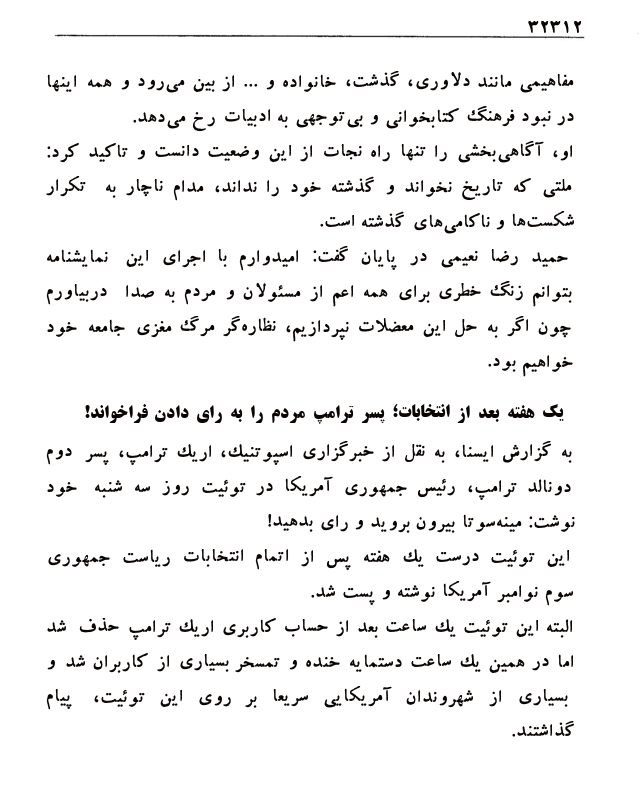 ۳۲۳۱۲
مفاهیمی مانند دلاوری، گذشت، خانواده و ... از بین می‌رود و همه اینها
در نبود فرهنگ کتابخوانی و بی‌توجهی به ادبیات رخ می‌دهد.
او، آگاهی‌بخشی را تنها راه نجات از این وضعیت دانست و تاکید کرد:
ملتی که تاریخ نخواند و گذشته خود را نداند، مدام ناچار به تکرار
شکست‌ها و ناکامی‌های گذشته است.
حمید رضا نعیمی در پایان گفت: امیدوارم با اجرای این نمایشنامه
بتوانم زنگ خطری برای همه اعم از مسئولان و مردم به صدا دربیاورم
چون اگر به حل این معضلات نپردازیم، نظاره‌گر مرگ مغزی جامعه خود
خواهیم بود.
یک هفته بعد از انتخابات؛ پسر ترامپ مردم را به رای دادن فراخواند!
به گزارش ایسنا، به نقل از خبرگزاری اسپوتنیک، اریک ترامپ، پسر دوم
دونالد ترامپ، رئیس جمهوری آمریکا در توئیت روز سه شنبه خود
نوشت: مینه‌سوتا بیرون بروید و رای بدهید!
این توئیت درست یک هفته پس از اتمام انتخابات ریاست جمهوری
سوم نوامبر آمریکا نوشته و پست شد.
البته این توئیت یک ساعت بعد از حساب کاربری اریک ترامپ حذف شد
اما در همین یک ساعت دستمایه خنده و تمسخر بسیاری از کاربران شد و
بسیاری از شهروندان آمریکایی سریعا بر روی این توئیت، پیام
گذاشتند.